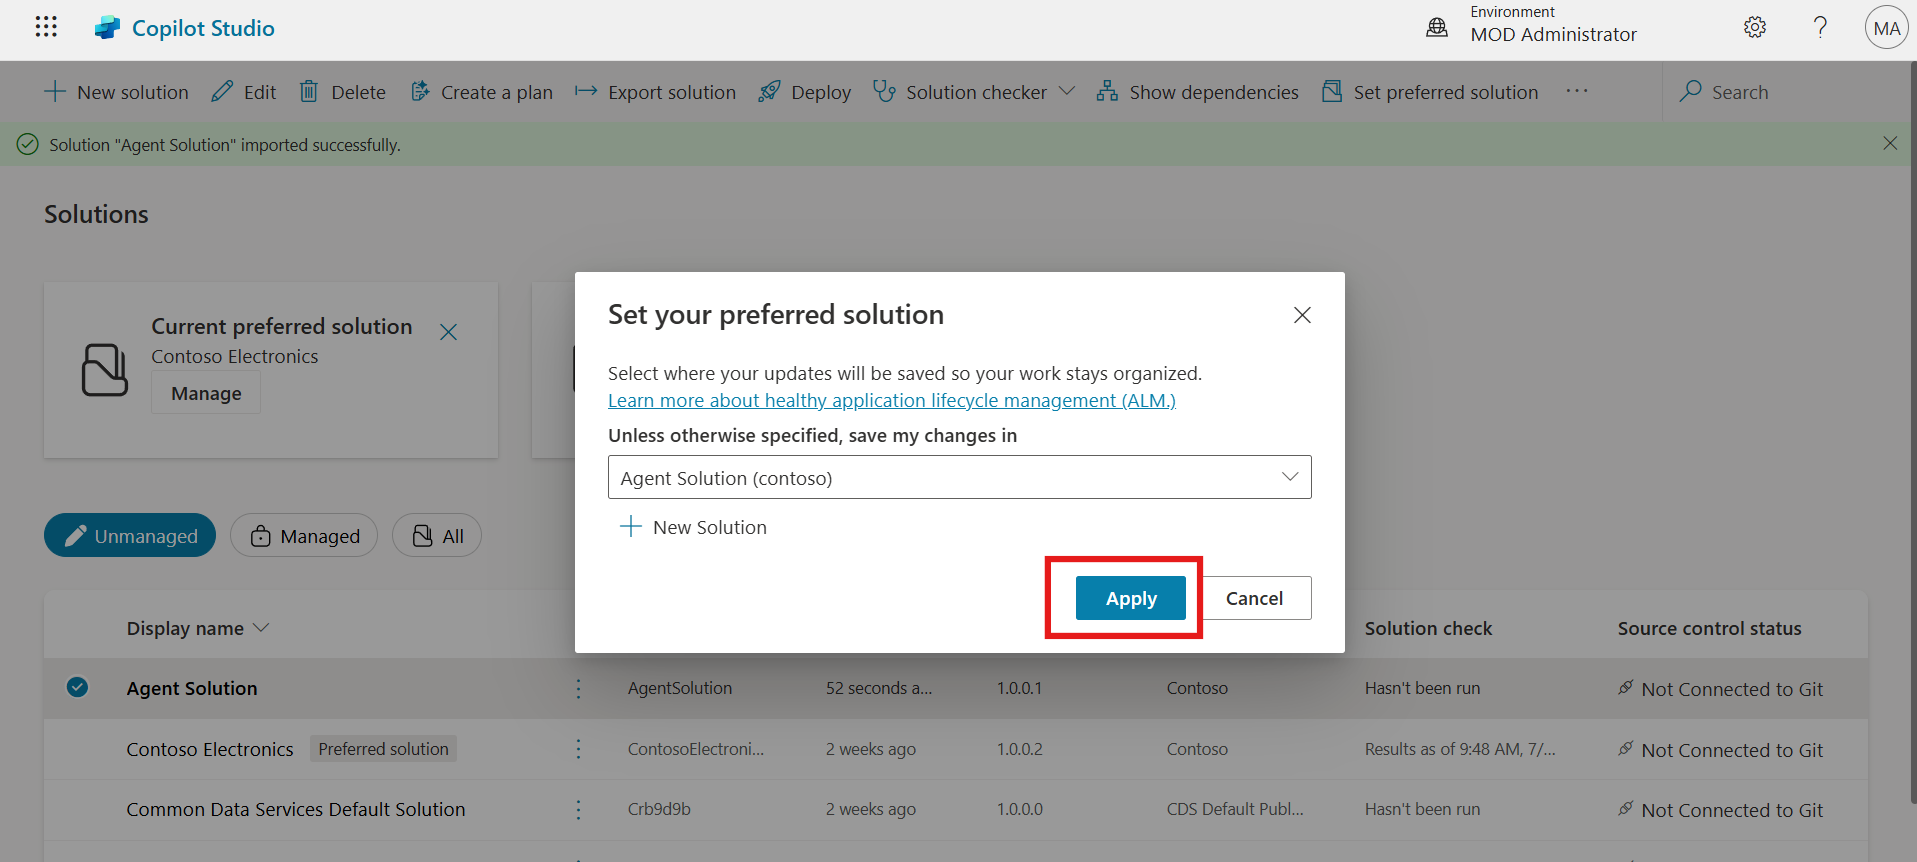 Copilot Studio
Environment
MOD Administrator
MA
New solution Edit Delete Create a plan Export solution Deploy Solution checker Show dependencies Set preferred solution ··· Search
Solution "Agent Solution" imported successfully.
Solutions
Current preferred solution
Contoso Electronics
Manage
Set your preferred solution
Select where your updates will be saved so your work stays organized.
Learn more about healthy application lifecycle management (ALM.)
Unless otherwise specified, save my changes in
Agent Solution (contoso)
New Solution
Apply Cancel
Unmanaged Managed All
Display name Solution check Source control status
Agent Solution AgentSolution 52 seconds a... 1.0.0.1 Contoso Hasn't been run Not Connected to Git
Contoso Electronics Preferred solution ContosoElectroni... 2 weeks ago 1.0.0.2 Contoso Results as of 9:48 AM, 7/... Not Connected to Git
Common Data Services Default Solution Crb9d9b 2 weeks ago 1.0.0.0 CDS Default Publ... Hasn't been run Not Connected to Git